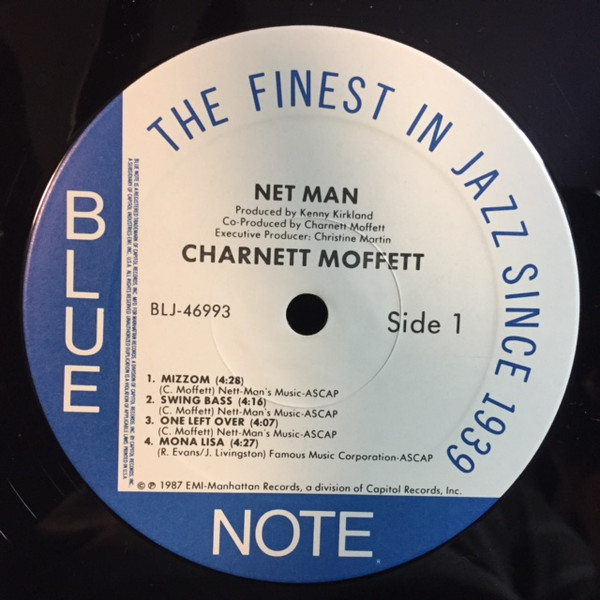 THE FINEST IN JAZZ SINCE 1939
BLUE
NET MAN
Produced by Kenny Kirkland
Co-Produced by Charnett Moffett
Executive Producer: Christine Martin
CHARNETT MOFFETT
BLJ-46993
Side 1
1. MIZZOM (4:28)
(C. Moffett) Nett-Man's Music-ASCAP
2. SWING BASS (4:16)
(C. Moffett) Nett-Man's Music-ASCAP
3. ONE LEFT OVER (4:07)
(C. Moffett) Nett-Man's Music-ASCAP
4. MONA LISA (4:27)
(R. Evans/J. Livingston) Famous Music Corporation-ASCAP
© ℗ 1987 EMI-Manhattan Records, a division of Capitol Records, Inc.
NOTE